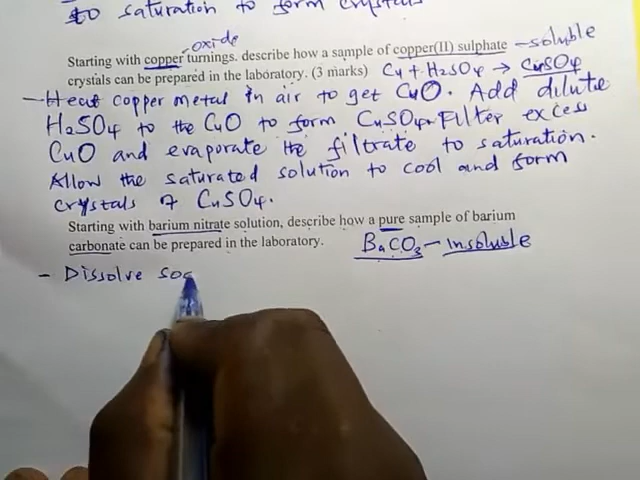 to saturation to form crystals
oxide
Starting with copper turnings. describe how a sample of copper(II) sulphate - soluble
crystals can be prepared in the laboratory. (3 marks) Cu + H2SO4 → CuSO4
- Heat copper metal in air to get CuO. Add dilute
H2SO4 to the CuO to form CuSO4. Filter excess
CuO and evaporate the filtrate to saturation.
Allow the saturated solution to cool and form
crystals of CuSO4.
Starting with barium nitrate solution, describe how a pure sample of barium
carbonate can be prepared in the laboratory. BaCO3 - insoluble
- Dissolve so